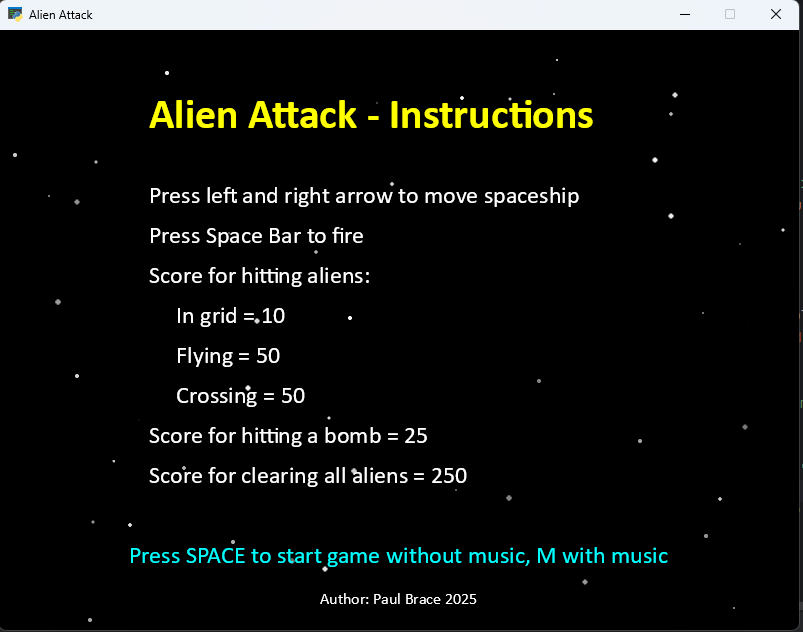 Alien Attack
Alien Attack - Instructions
Press left and right arrow to move spaceship
Press Space Bar to fire
Score for hitting aliens:
In grid = 10
Flying = 50
Crossing = 50
Score for hitting a bomb = 25
Score for clearing all aliens = 250
Press SPACE to start game without music, M with music
Author: Paul Brace 2025